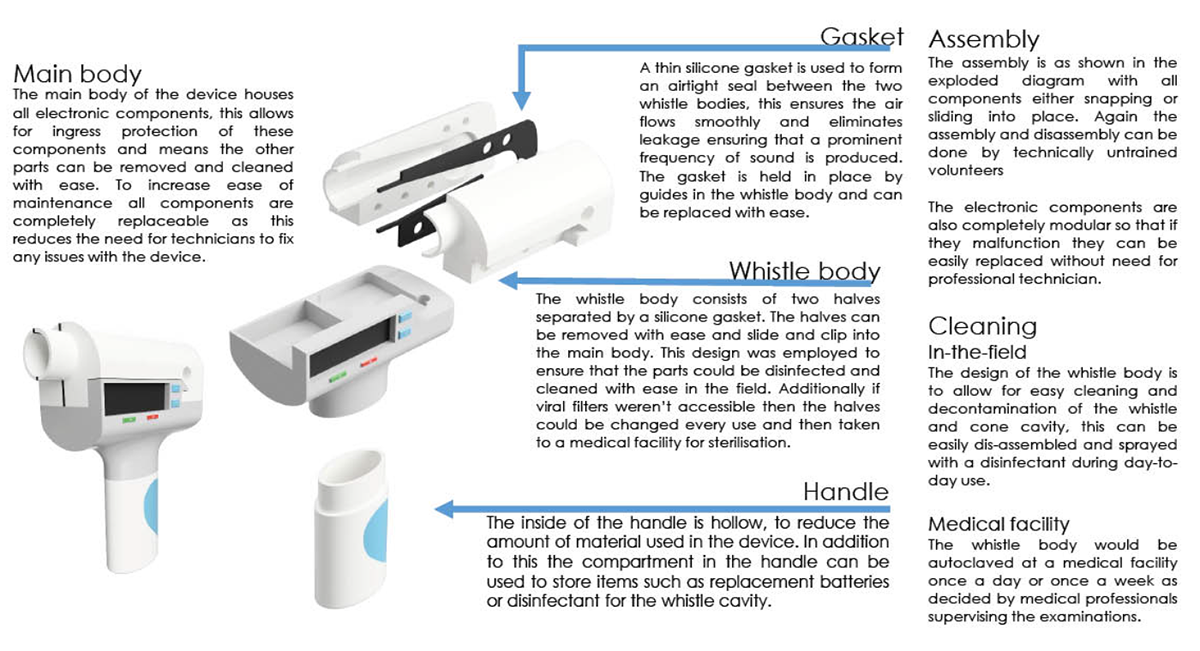 Main body
The main body of the device houses
all electronic components, this allows
for ingress protection of these
components and means the other
parts can be removed and cleaned
with ease. To increase ease of
maintenance all components are
completely replaceable as this
reduces the need for technicians to fix
any issues with the device.
Gasket
A thin silicone gasket is used to form
an airtight seal between the two
whistle bodies, this ensures the air
flows smoothly and eliminates
leakage ensuring that a prominent
frequency of sound is produced.
The gasket is held in place by
guides in the whistle body and can
be replaced with ease.
Whistle body
The whistle body consists of two halves
separated by a silicone gasket. The halves can
be removed with ease and slide and clip into
the main body. This design was employed to
ensure that the parts could be disinfected and
cleaned with ease in the field. Additionally if
viral filters weren't accessible then the halves
could be changed every use and then taken
to a medical facility for sterilisation.
Handle
The inside of the handle is hollow, to reduce the
amount of material used in the device. In addition
to this the compartment in the handle can be
used to store items such as replacement batteries
or disinfectant for the whistle cavity.
Assembly
The assembly is as shown in the
exploded diagram with all
components either snapping or
sliding into place. Again the
assembly and disassembly can be
done by technically untrained
volunteers
The electronic components are
also completely modular so that if
they malfunction they can be
easily replaced without need for
professional technician.
Cleaning
In-the-field
The design of the whistle body is
to allow for easy cleaning and
decontamination of the whistle
and cone cavity, this can be
easily dis-assembled and sprayed
with a disinfectant during day-to-
day use.
Medical facility
The whistle body would be
autoclaved at a medical facility
once a day or once a week as
decided by medical professionals
supervising the examinations.